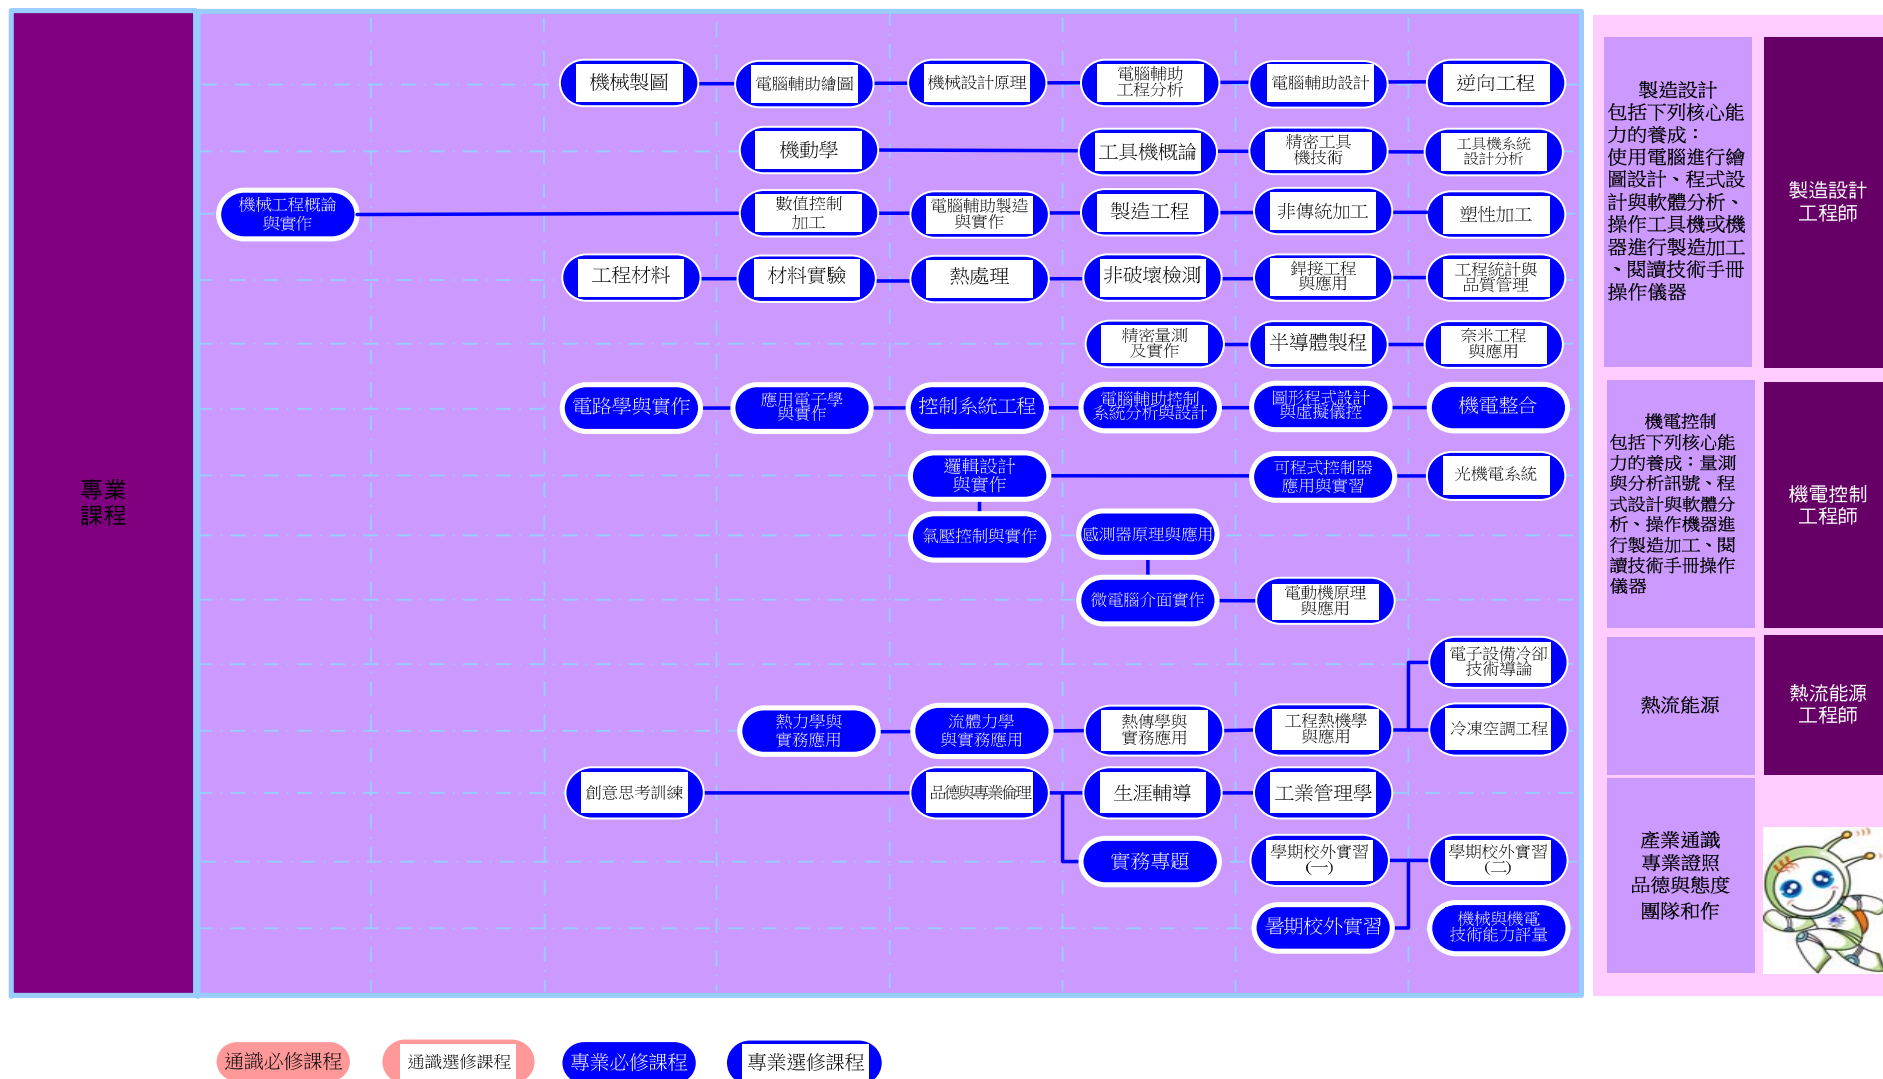 專業
課程
機械製圖
電腦輔助繪圖
機械設計原理
電腦輔助
工程分析
電腦輔助設計
逆向工程
機動學
工具機概論
精密工具
機技術
工具機系統
設計分析
機械工程概論
與實作
數值控制
加工
電腦輔助製造
與實作
製造工程
非傳統加工
塑性加工
工程材料
材料實驗
熱處理
非破壞檢測
銲接工程
與應用
工程統計與
品質管理
精密量測
及實作
半導體製程
奈米工程
與應用
電路學與實作
應用電子學
與實作
控制系統工程
電腦輔助控制
系統分析與設計
圖形程式設計
與虛擬儀控
機電整合
邏輯設計
與實作
可程式控制器
應用與實習
光機電系統
氣壓控制與實作
感測器原理與應用
微電腦介面實作
電動機原理
與應用
電子設備冷卻
技術導論
熱力學與
實務應用
流體力學
與實務應用
熱傳學與
實務應用
工程熱機學
與應用
冷凍空調工程
創意思考訓練
品德與專業倫理
生涯輔導
工業管理學
實務專題
學期校外實習
(一)
學期校外實習
(二)
暑期校外實習
機械與機電
技術能力評量
製造設計
包括下列核心能
力的養成：
使用電腦進行繪
圖設計、程式設
計與軟體分析、
操作工具機或機
器進行製造加工
、閱讀技術手冊
操作儀器
製造設計
工程師
機電控制
包括下列核心能
力的養成：量測
與分析訊號、程
式設計與軟體分
析、操作機器進
行製造加工、閱
讀技術手冊操作
儀器
機電控制
工程師
熱流能源
熱流能源
工程師
產業通識
專業證照
品德與態度
團隊和作
通識必修課程
通識選修課程
專業必修課程
專業選修課程